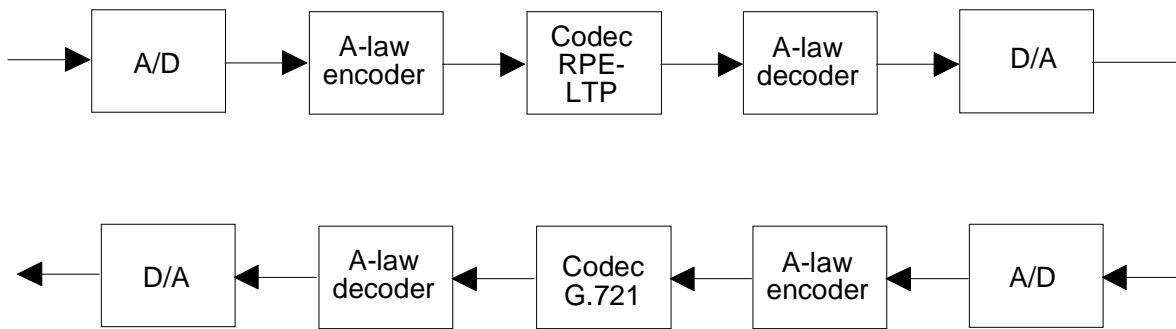 A/D
A-law
encoder
Codec
RPE-
LTP
A-law
decoder
D/A
D/A
A-law
decoder
Codec
G.721
A-law
encoder
A/D